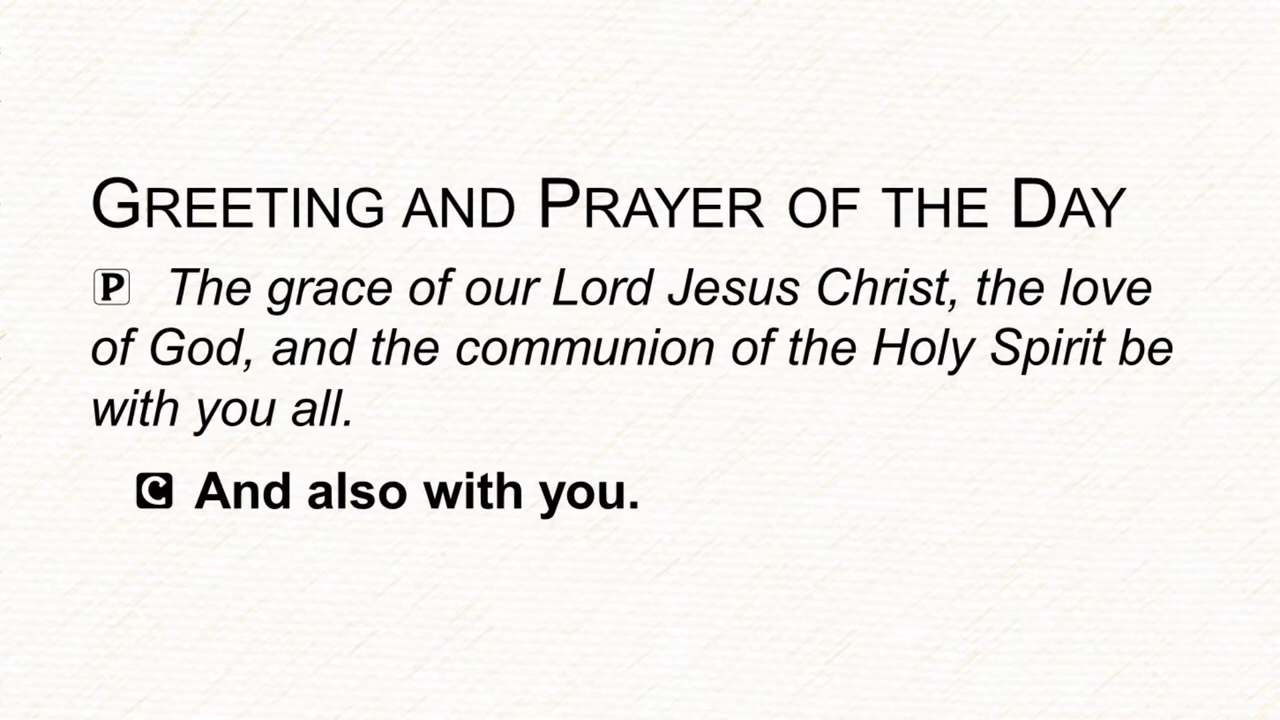 GREETING AND PRAYER OF THE DAY
P The grace of our Lord Jesus Christ, the love
of God, and the communion of the Holy Spirit be
with you all.
C And also with you.